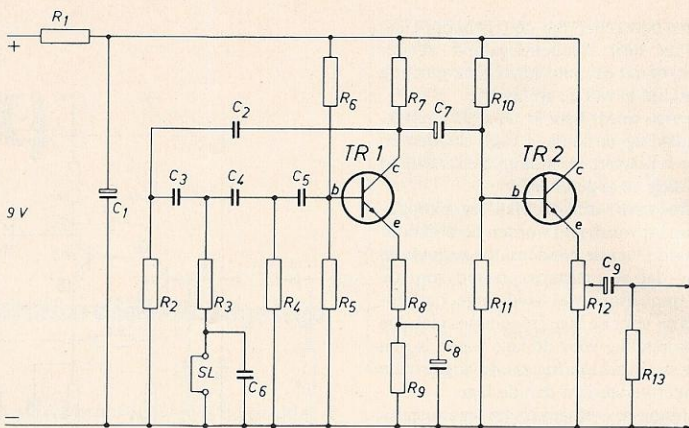 R1
+
R6
R7
C7
R10
C2
TR 1
TR 2
c
c
C3
C4
C5
b
b
9 V
C1
e
e
C9
R2
R3
R4
R5
R8
R11
R12
C8
SL
C6
R9
R13
−